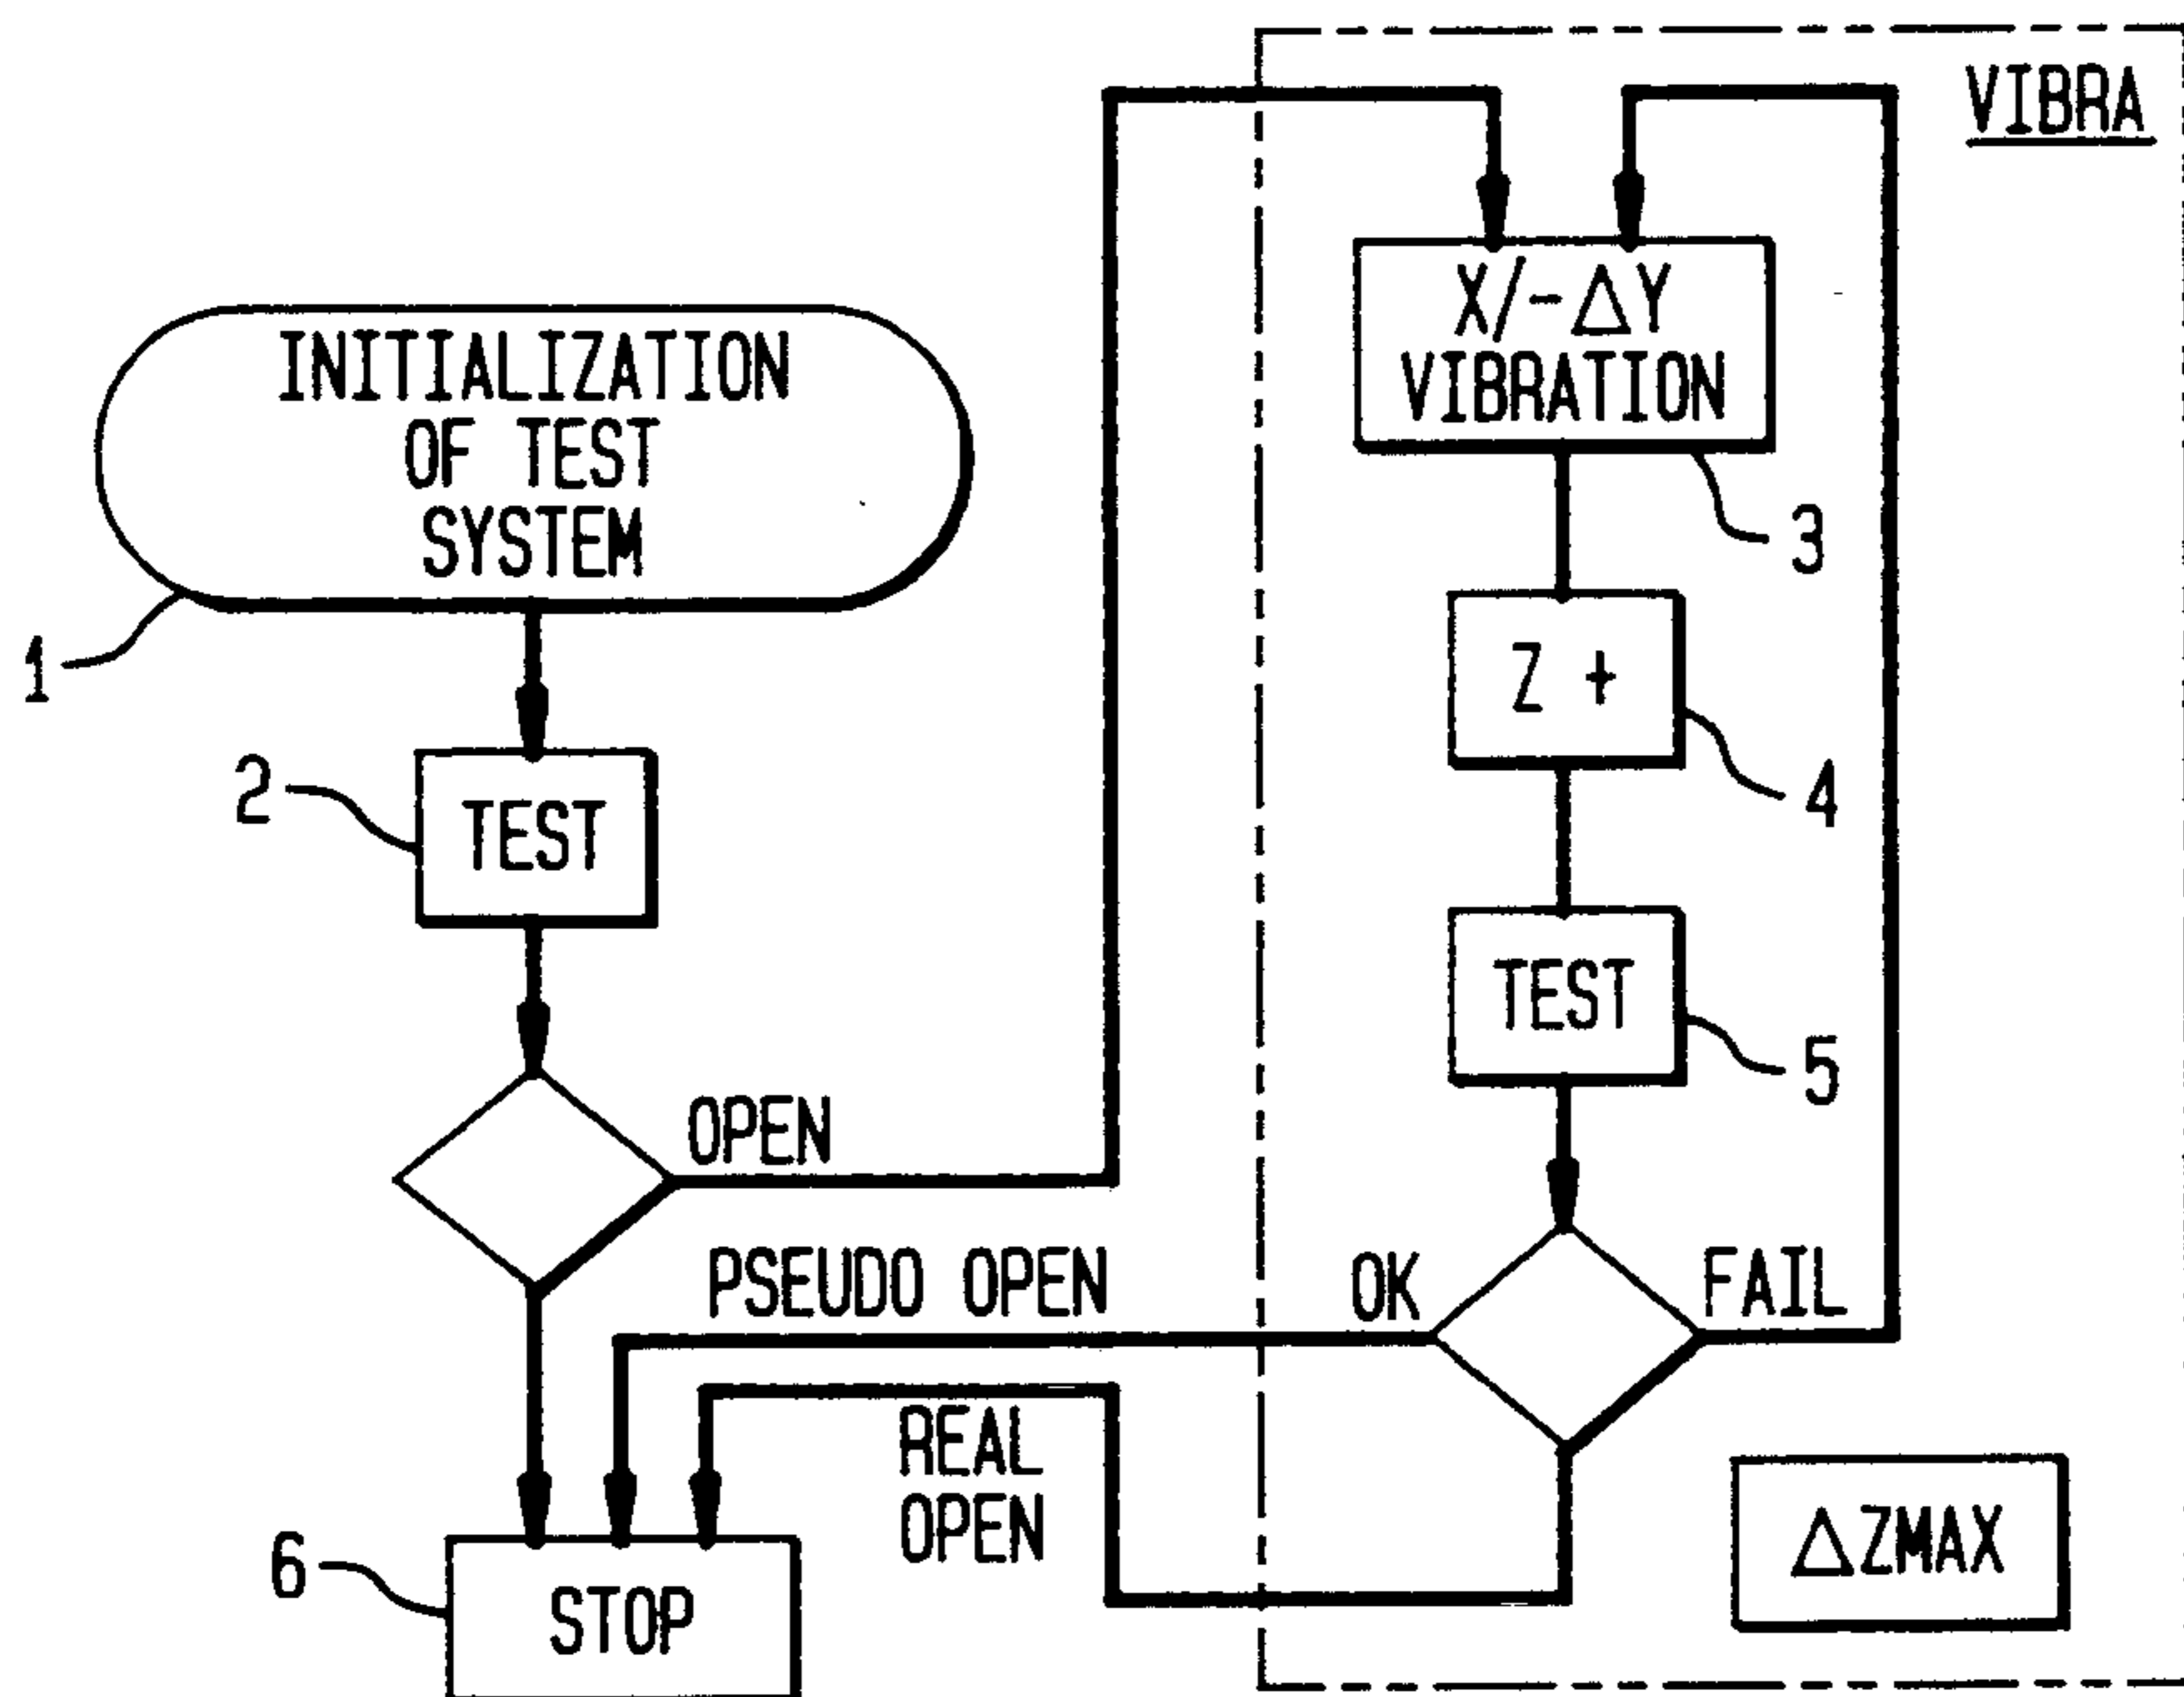 VIBRA
X/-ΔY
VIBRATION
3
INITIALIZATION
OF TEST
SYSTEM
1
Z +
4
2
TEST
TEST
5
OPEN
PSEUDO OPEN
OK
FAIL
REAL
OPEN
ΔZMAX
6
STOP